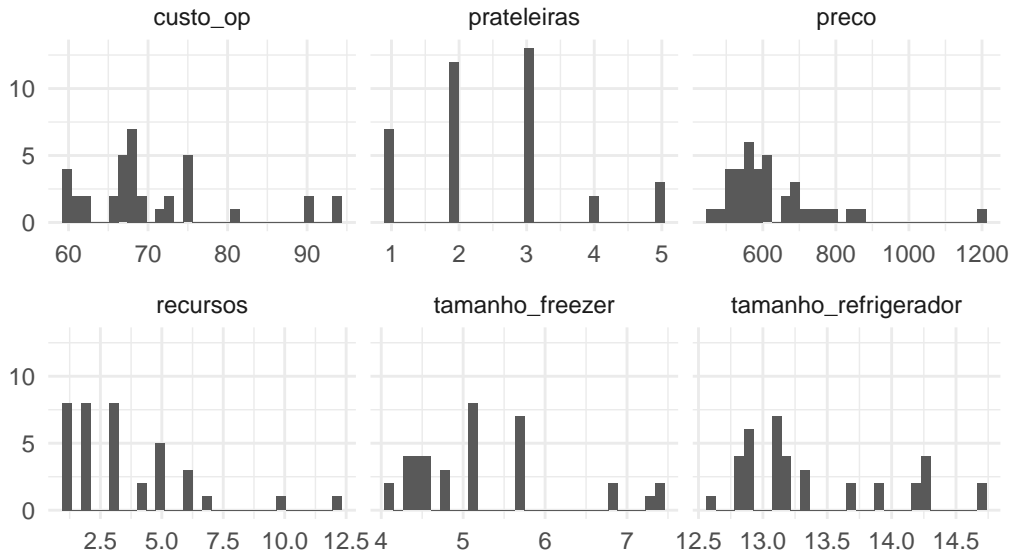 custo_op prateleiras preco
10
5
0
60 70 80 90 1 2 3 4 5 600 800 1000 1200
recursos tamanho_freezer tamanho_refrigerador
10
5
0
2.5 5.0 7.5 10.0 12.5 4 5 6 7 12.5 13.0 13.5 14.0 14.5